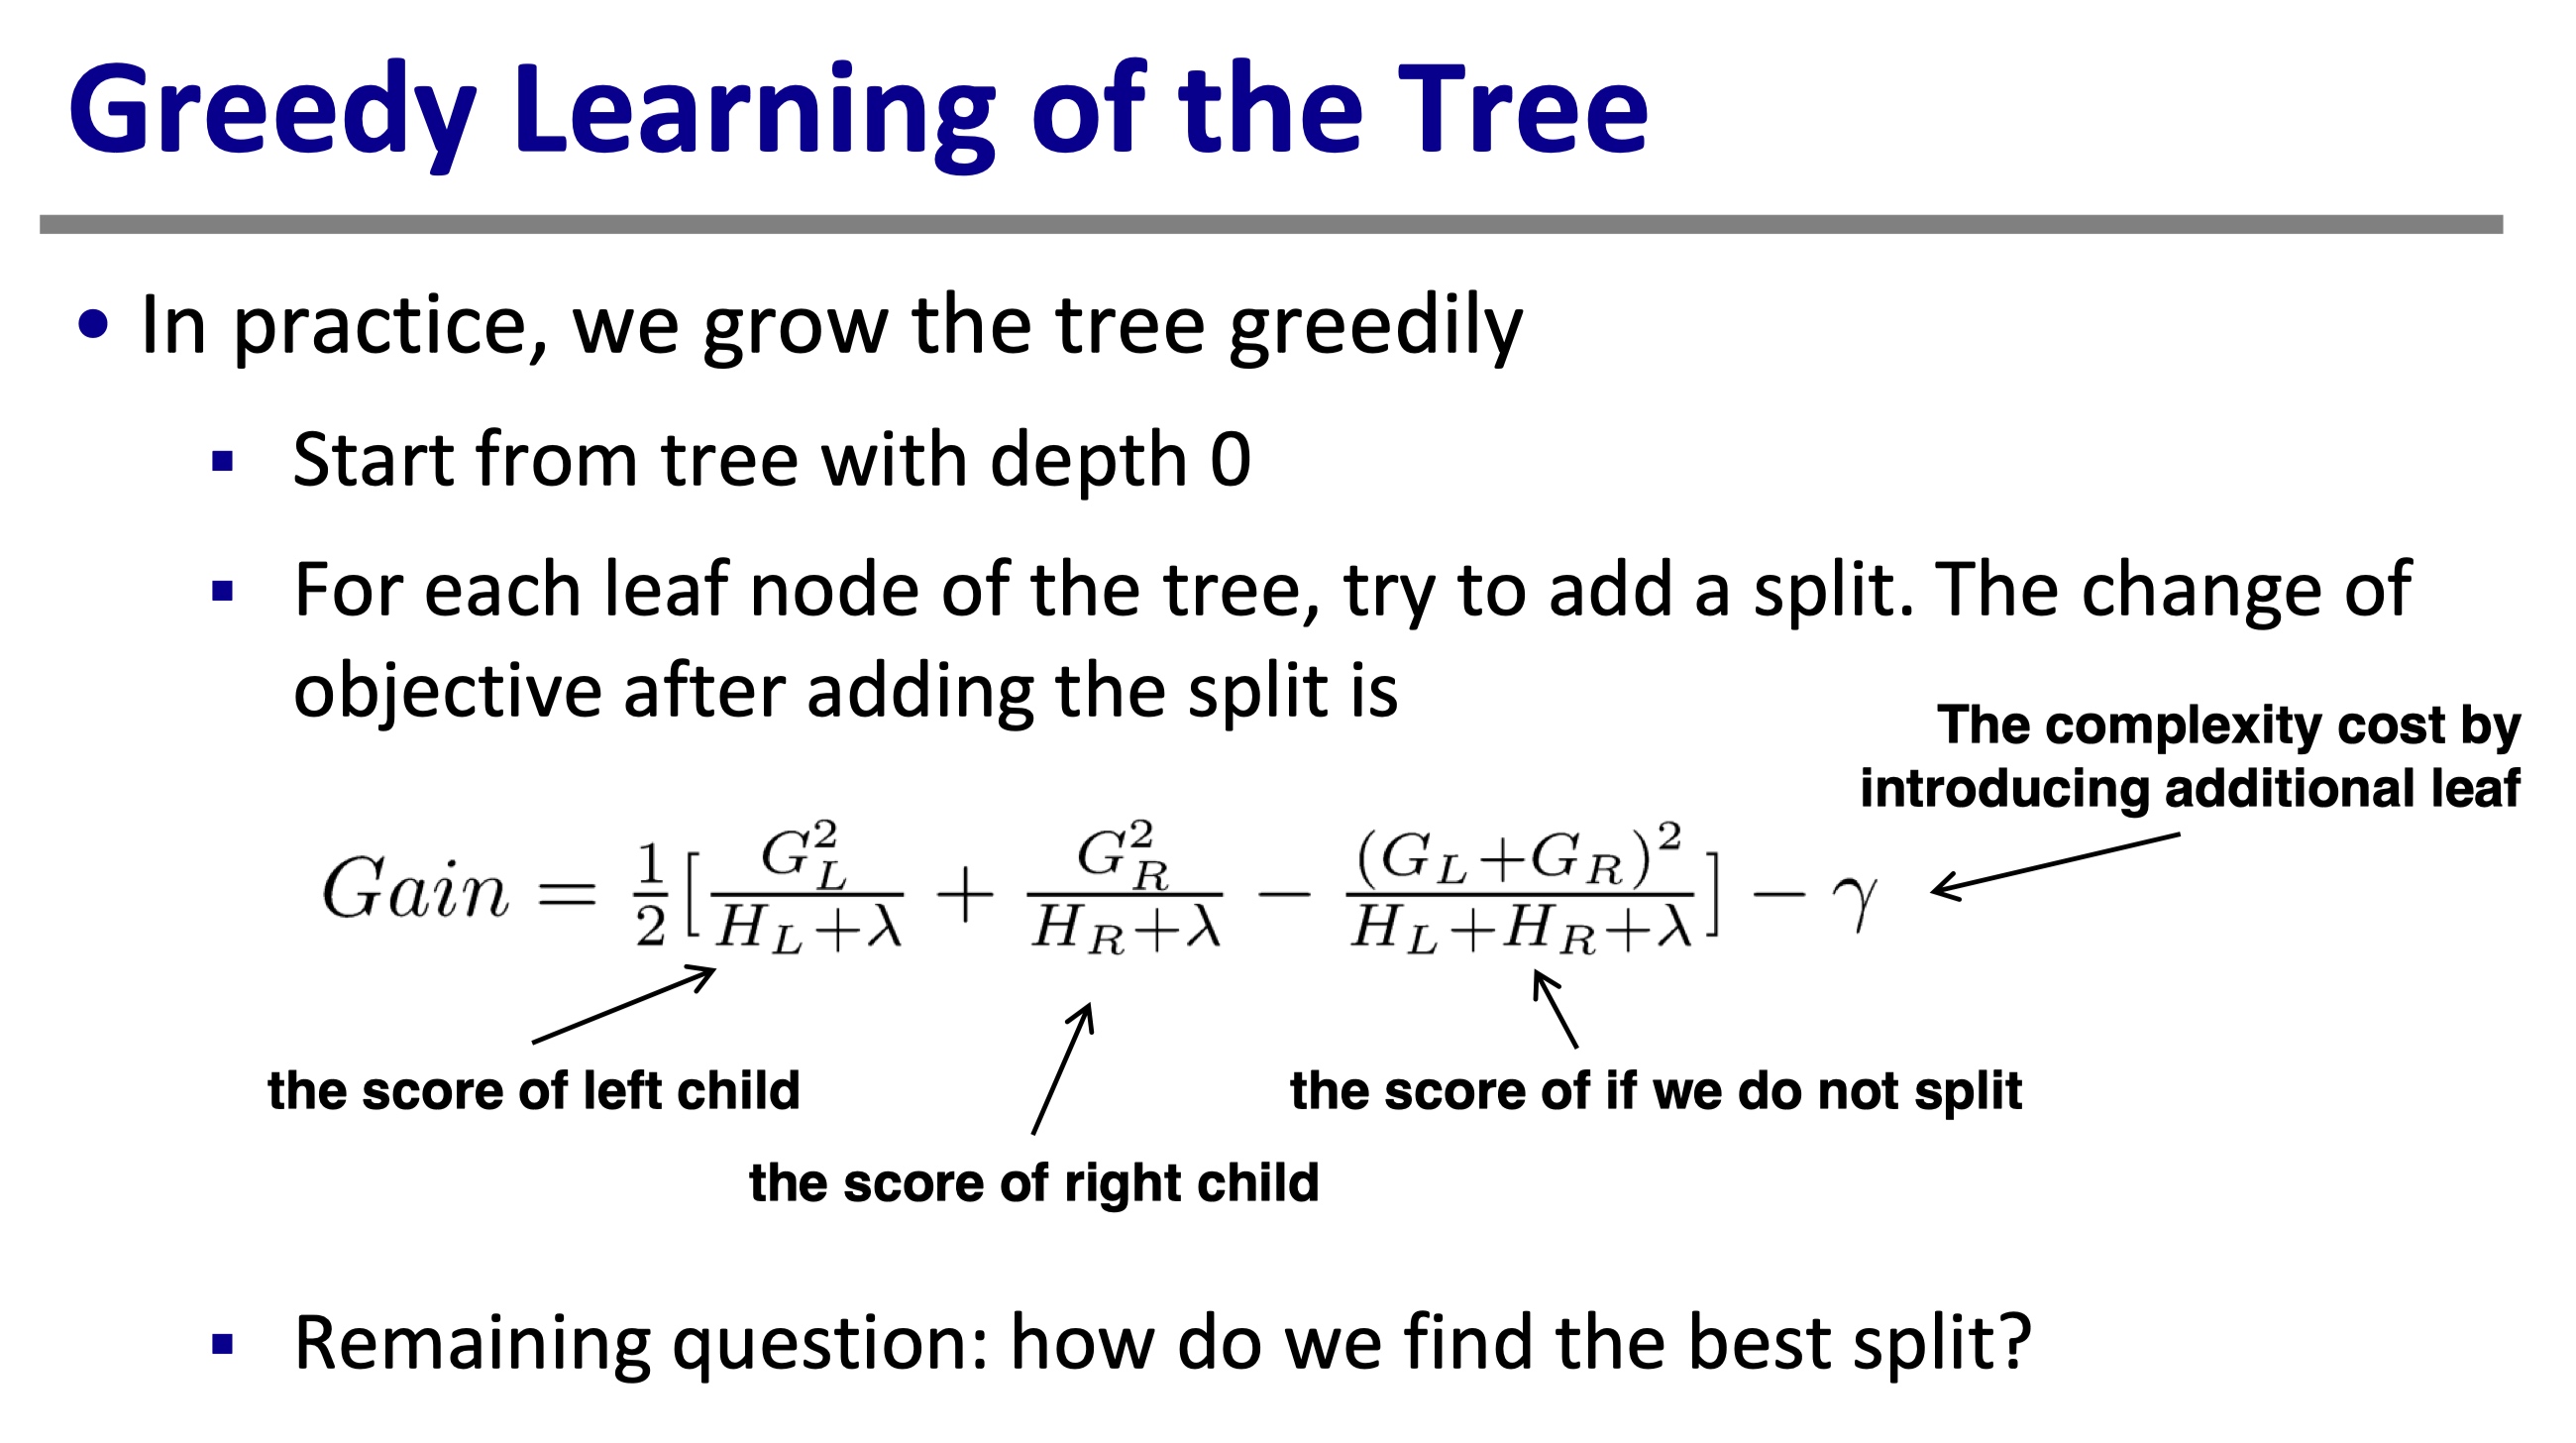 Greedy Learning of the Tree
• In practice, we grow the tree greedily
▪ Start from tree with depth 0
▪ For each leaf node of the tree, try to add a split. The change of
objective after adding the split is
The complexity cost by
introducing additional leaf
$Gain = \frac{1}{2}[\frac{G_L^2}{H_L+\lambda} + \frac{G_R^2}{H_R+\lambda} - \frac{(G_L+G_R)^2}{H_L+H_R+\lambda}] - \gamma$
the score of left child
the score of if we do not split
the score of right child
▪ Remaining question: how do we find the best split?